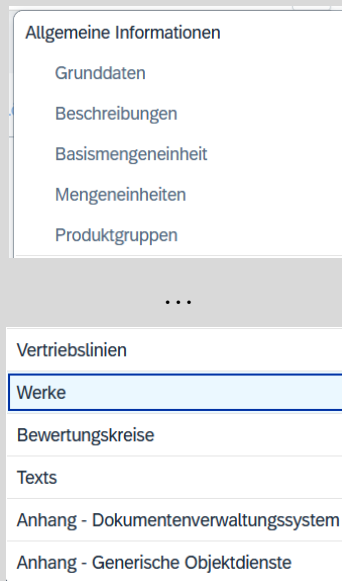 Allgemeine Informationen
Grunddaten
Beschreibungen
Basismengeneinheit
Mengeneinheiten
Produktgruppen
...
Vertriebslinien
Werke
Bewertungskreise
Texts
Anhang - Dokumentenverwaltungssystem
Anhang - Generische Objektdienste